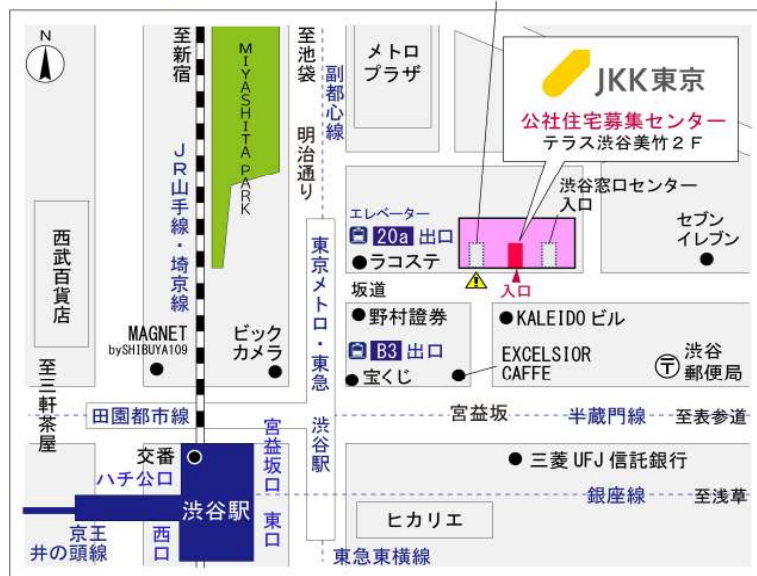 N
至新宿
MIYASHITA PARK
至池袋
副都心線
明治通り
メトロ
プラザ
JKK東京
公社住宅募集センター
テラス渋谷美竹2F
JR山手線・埼京線
西武百貨店
エレベーター
20a 出口
ラコステ
渋谷窓口センター
入口
セブン
イレブン
入口
坂道
東京メトロ・東急 渋谷駅
MAGNET
bySHIBUYA109
ビック
カメラ
野村證券
KALEIDO ビル
B3 出口
宝くじ
EXCELSIOR
CAFFE
渋谷
郵便局
至三軒茶屋
田園都市線
宮益坂
半蔵門線
至表参道
交番
ハチ公口
宮益坂口
三菱 UFJ 信託銀行
渋谷駅
銀座線
至浅草
京王
井の頭線
西口
東口
ヒカリエ
東急東横線